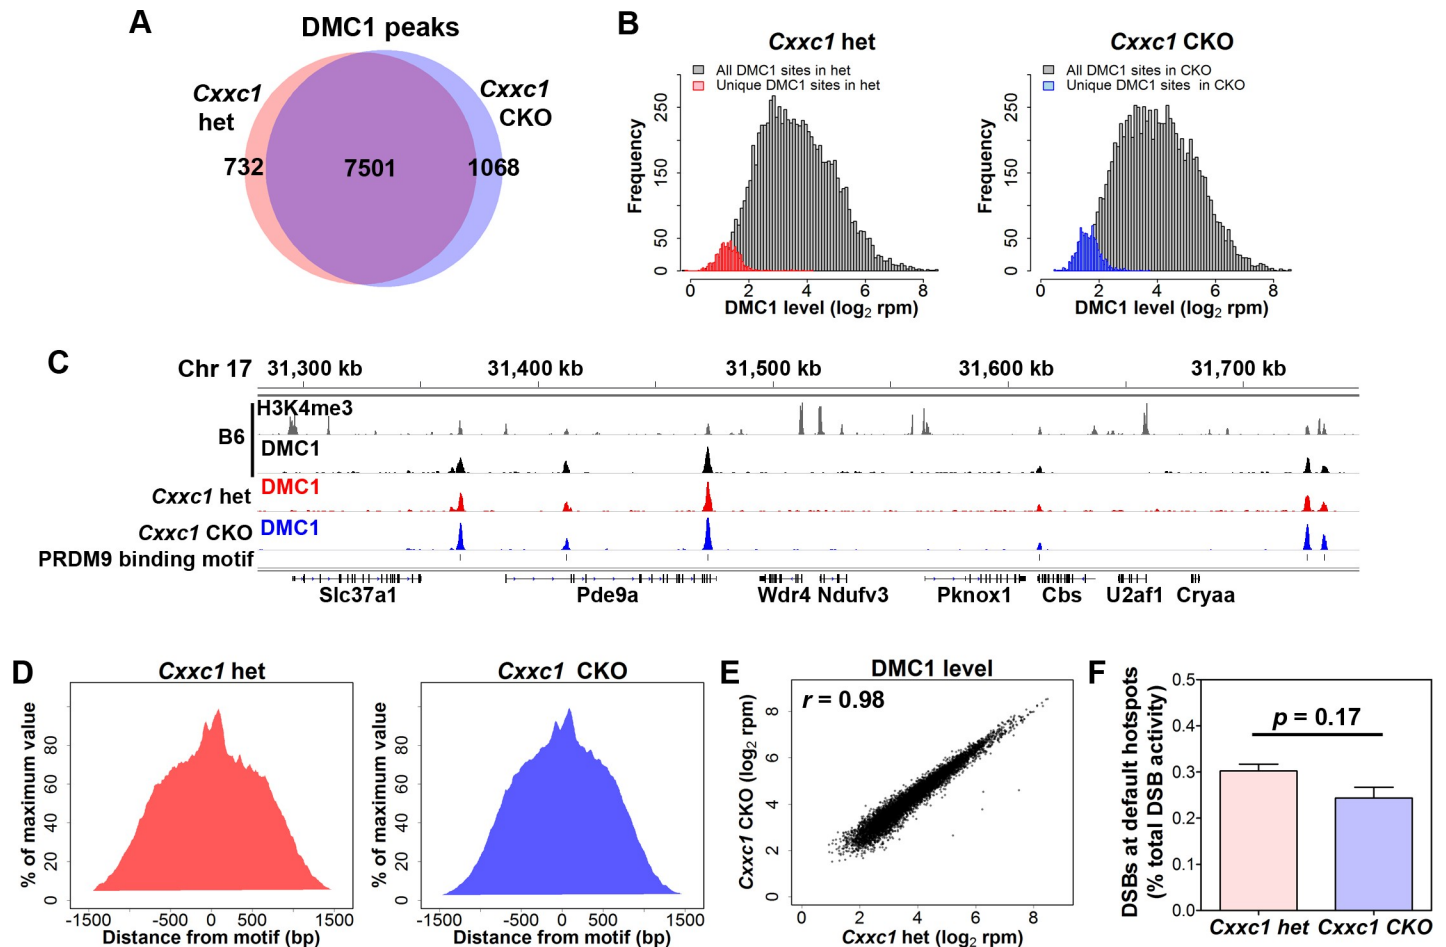 A
DMC1 peaks
Cxxc1 het
Cxxc1 CKO
732
7501
1068
B
Cxxc1 het
All DMC1 sites in het
Unique DMC1 sites in het
Frequency
250
150
50
0
0 2 4 6 8
DMC1 level (log2 rpm)
Cxxc1 CKO
All DMC1 sites in CKO
Unique DMC1 sites in CKO
Frequency
250
150
50
0
0 2 4 6 8
DMC1 level (log2 rpm)
C
Chr 17 31,300 kb 31,400 kb 31,500 kb 31,600 kb 31,700 kb
B6
H3K4me3
DMC1
Cxxc1 het DMC1
Cxxc1 CKO DMC1
PRDM9 binding motif
Slc37a1 Pde9a Wdr4 Ndufv3 Pknox1 Cbs U2af1 Cryaa
D
Cxxc1 het
% of maximum value
80
60
40
20
0
-1500 -500 0 500 1500
Distance from motif (bp)
Cxxc1 CKO
% of maximum value
80
60
40
20
0
-1500 -500 0 500 1500
Distance from motif (bp)
E
DMC1 level
r = 0.98
Cxxc1 CKO (log2 rpm)
8
6
4
2
0
0 2 4 6 8
Cxxc1 het (log2 rpm)
F
DSBs at default hotspots
(% total DSB activity)
0.5
0.4
0.3
0.2
0.1
0.0
p = 0.17
Cxxc1 het Cxxc1 CKO